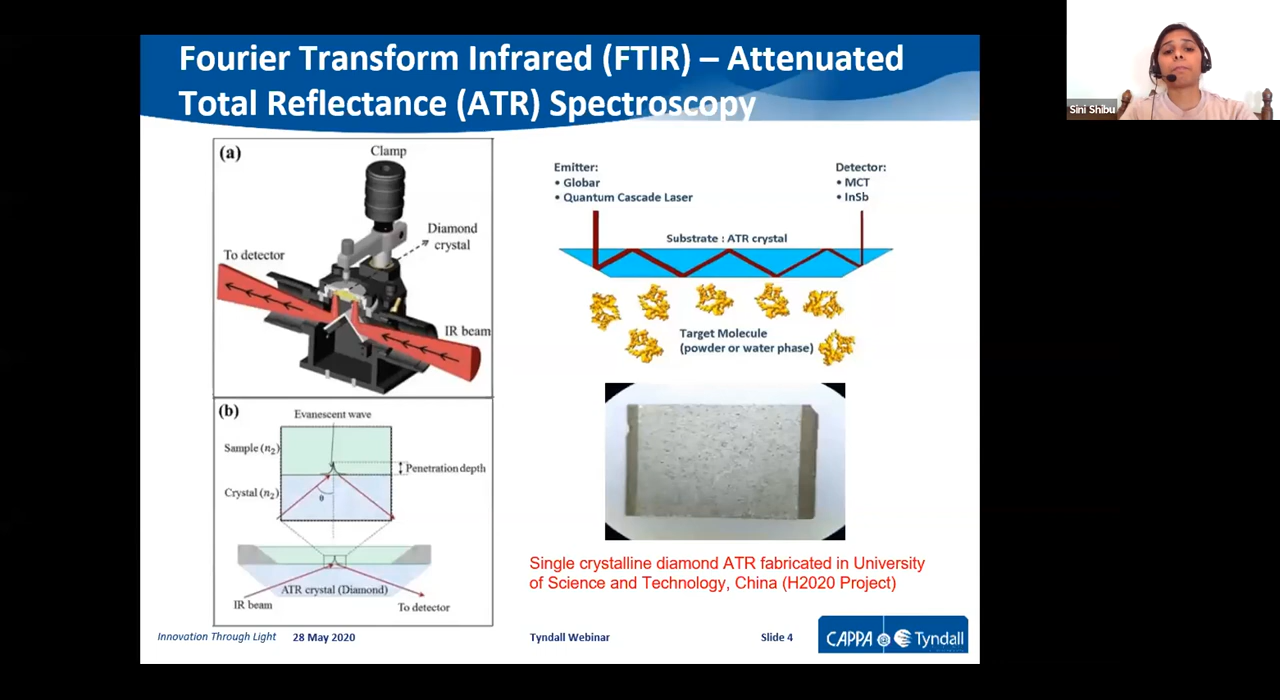 Fourier Transform Infrared (FTIR) – Attenuated
Total Reflectance (ATR) Spectroscopy
Sini Shibu
(a)
Clamp
Diamond
crystal
To detector
IR beam
Emitter:
• Globar
• Quantum Cascade Laser
Detector:
• MCT
• InSb
Substrate : ATR crystal
Target Molecule
(powder or water phase)
(b)
Evanescent wave
Sample (n₂)
Penetration depth
Crystal (n₂)
θ
ATR crystal (Diamond)
IR beam
To detector
Single crystalline diamond ATR fabricated in University
of Science and Technology, China (H2020 Project)
Innovation Through Light
28 May 2020
Tyndall Webinar
Slide 4
CAPPA @ Tyndall